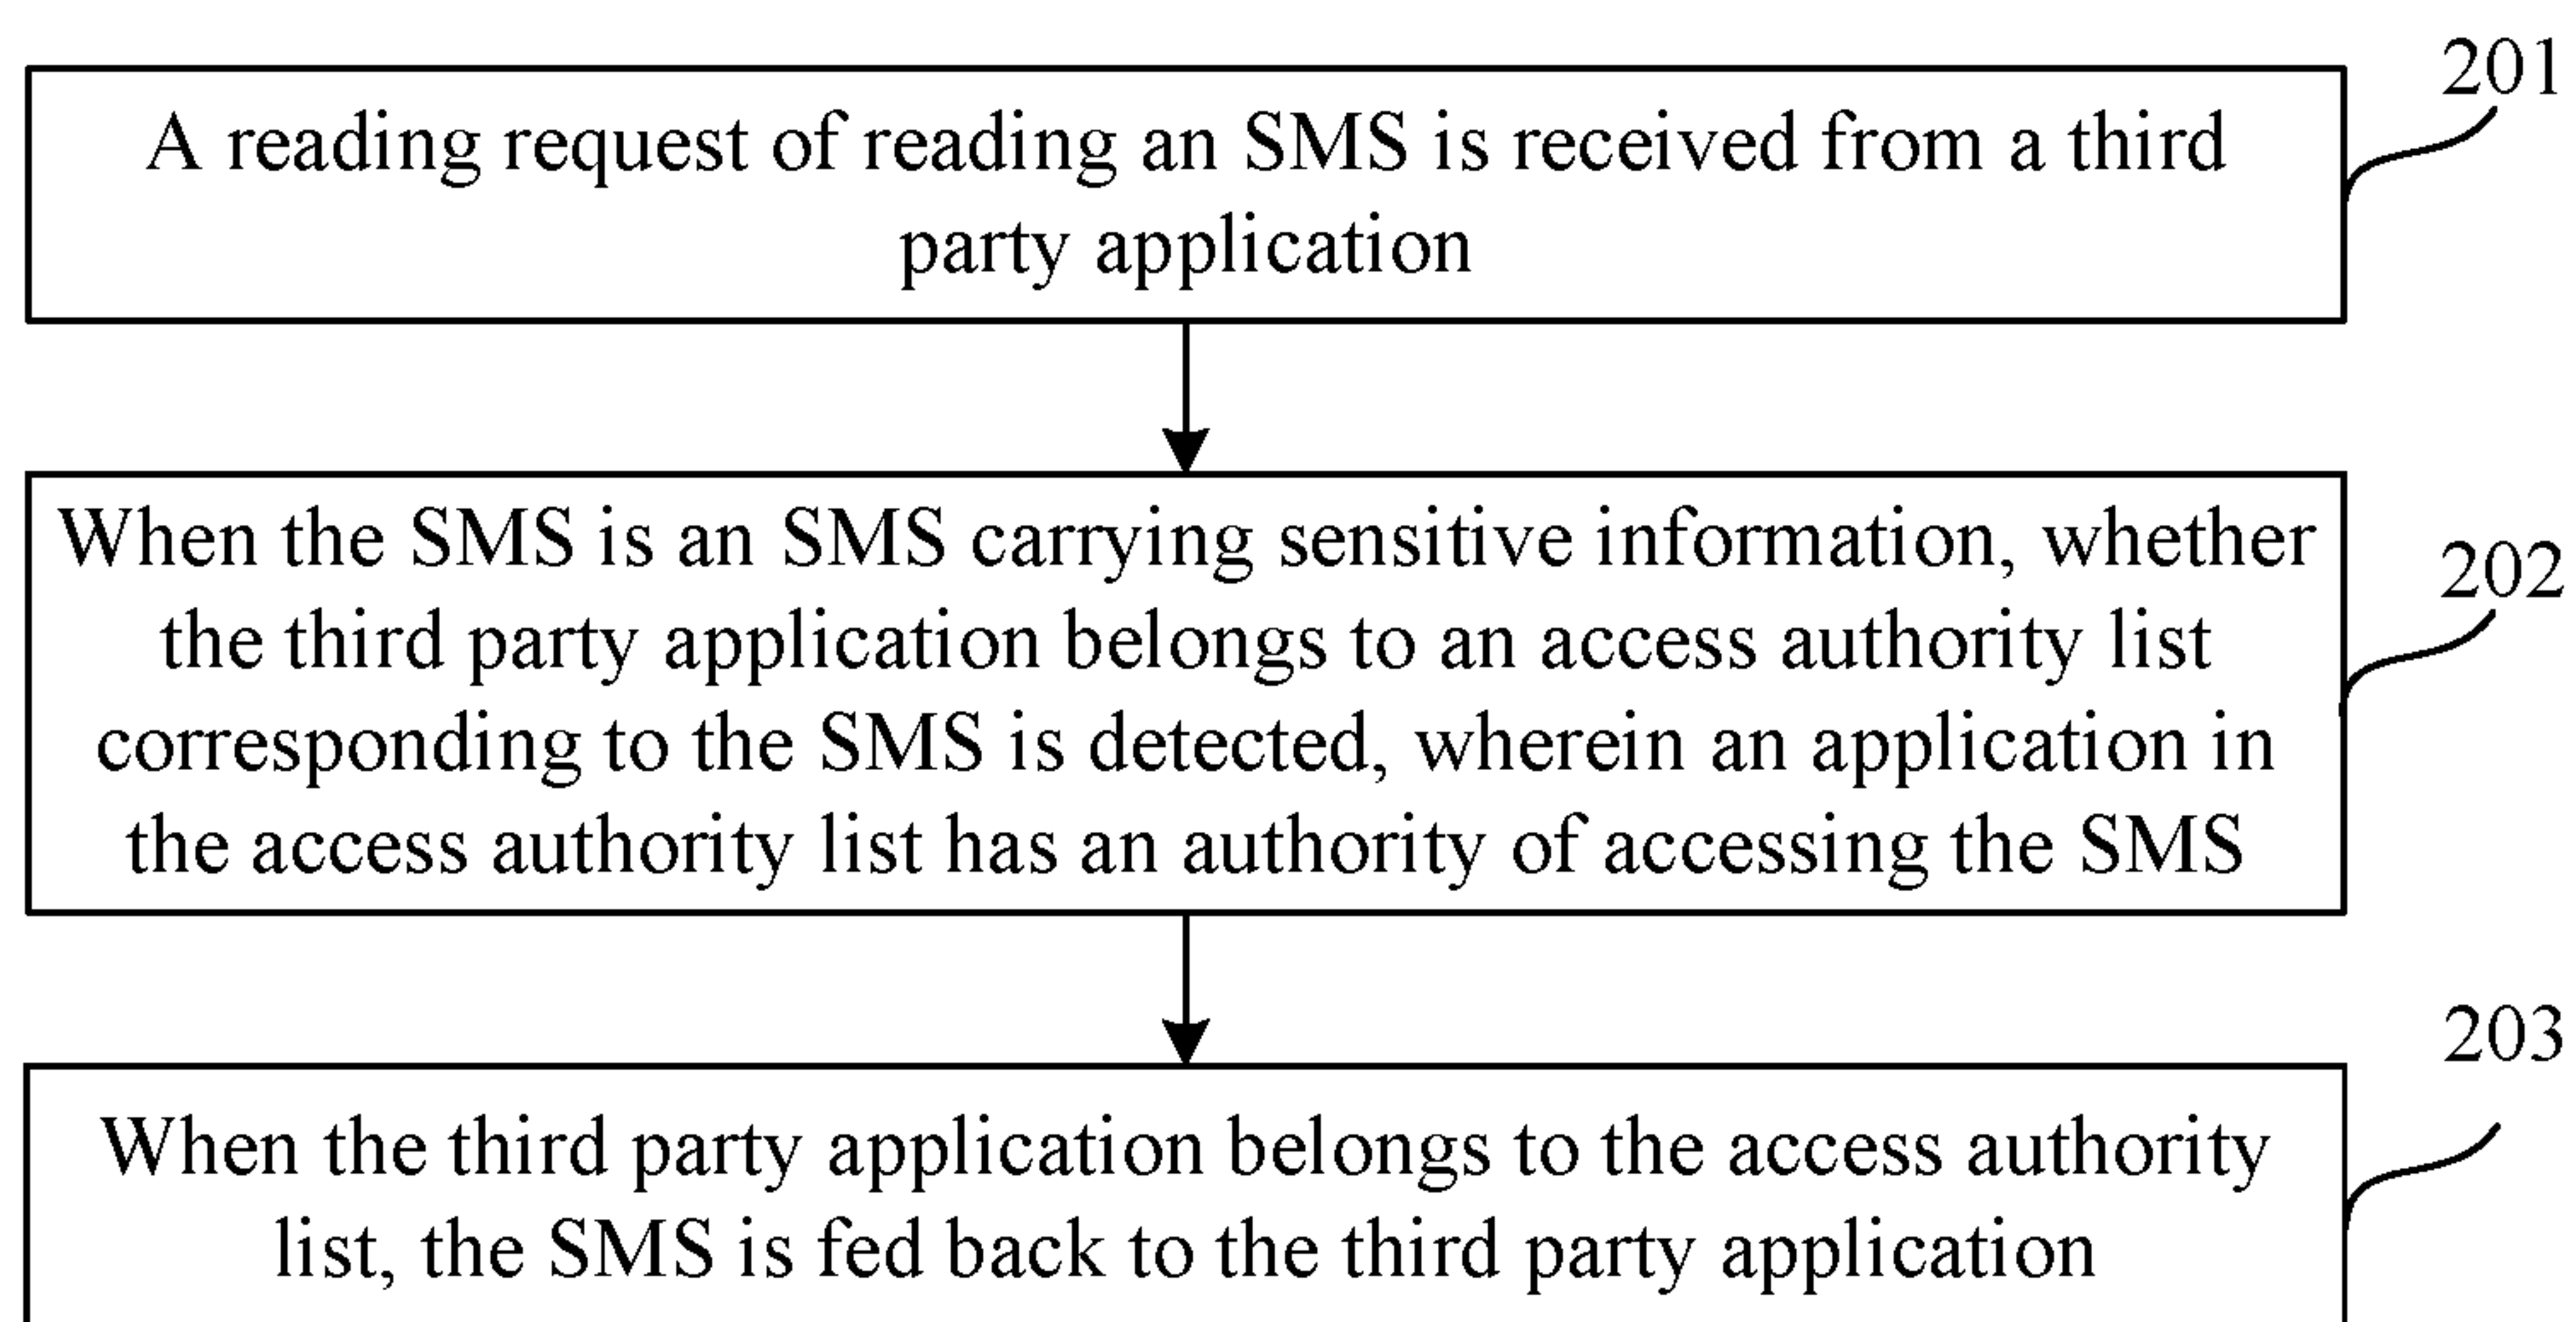 201
A reading request of reading an SMS is received from a third
party application
When the SMS is an SMS carrying sensitive information, whether
202
the third party application belongs to an access authority list
corresponding to the SMS is detected, wherein an application in
the access authority list has an authority of accessing the SMS
203
When the third party application belongs to the access authority
list, the SMS is fed back to the third party application